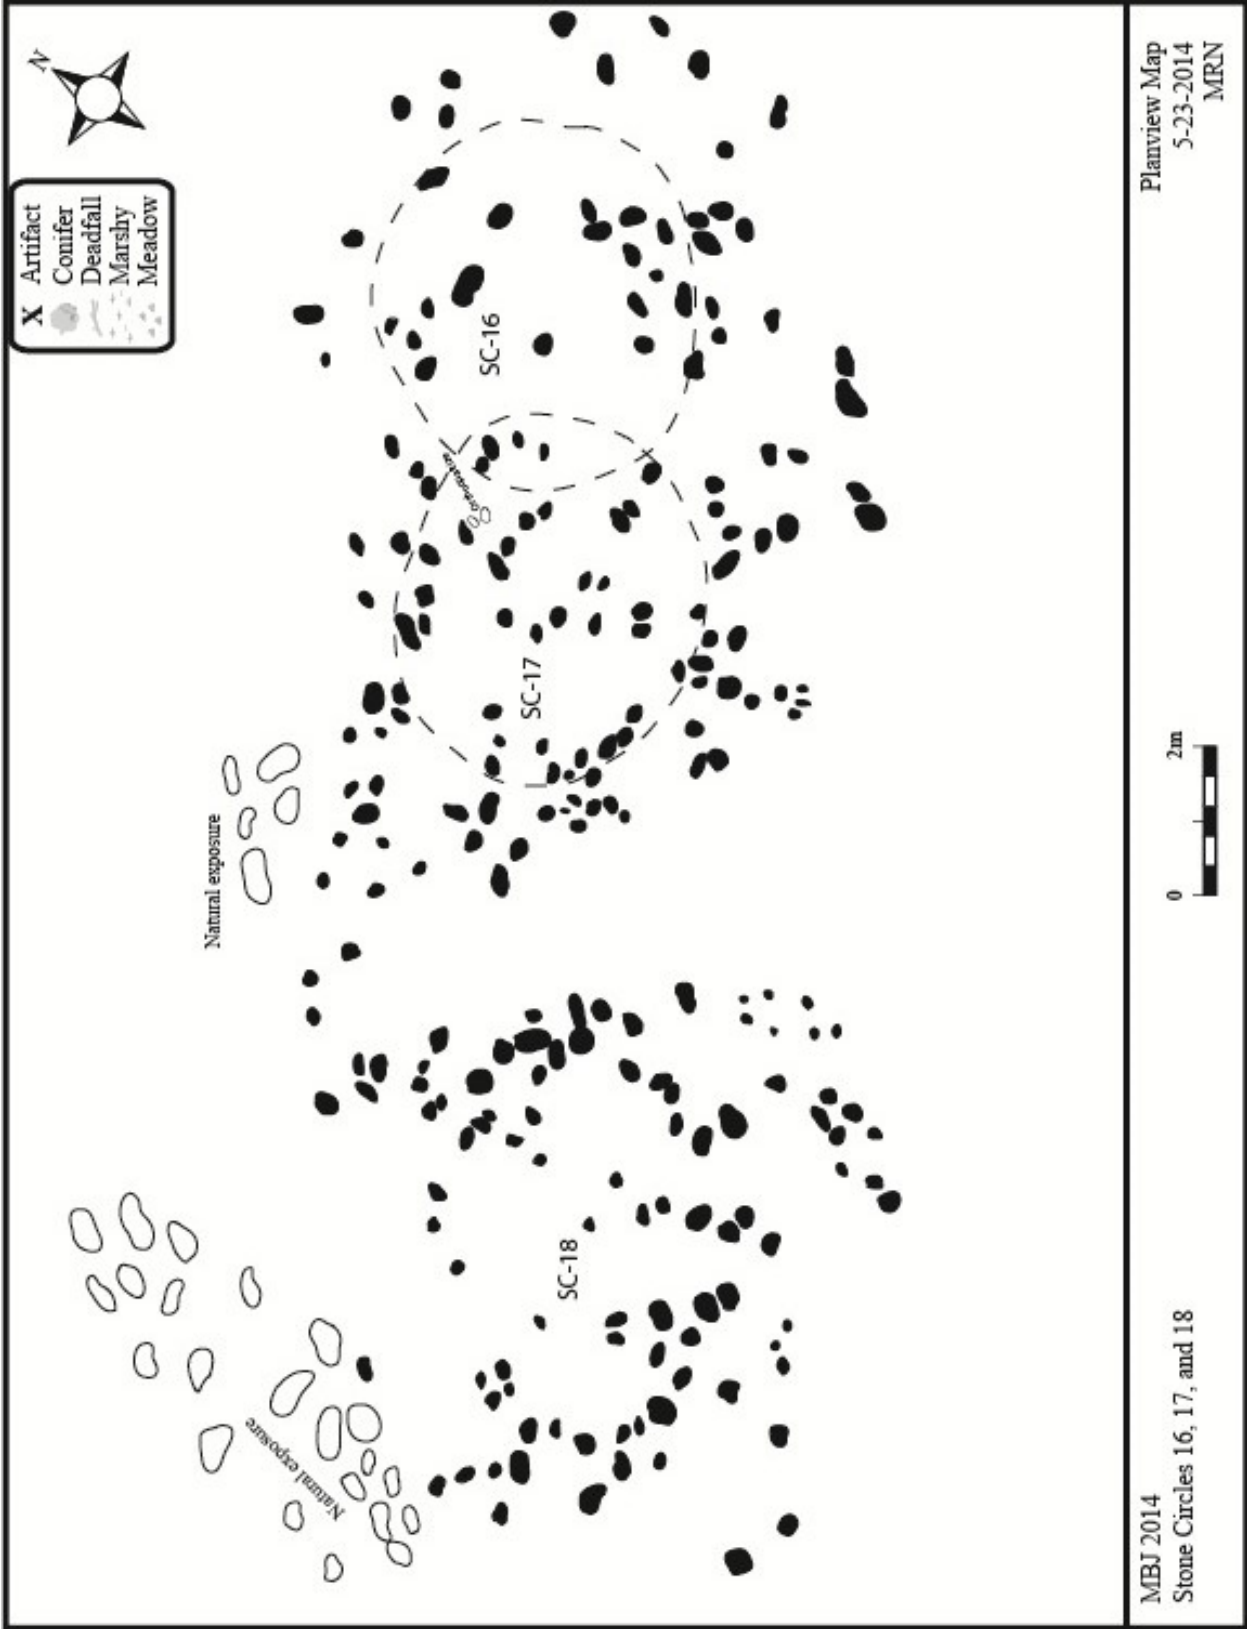 N
X Artifact
Conifer
Deadfall
Marshy
Meadow
SC-16
SC-17
SC-18
Natural exposure
Natural exposure
MBJ 2014
Stone Circles 16, 17, and 18
0 2m
Planview Map
5-23-2014
MRN